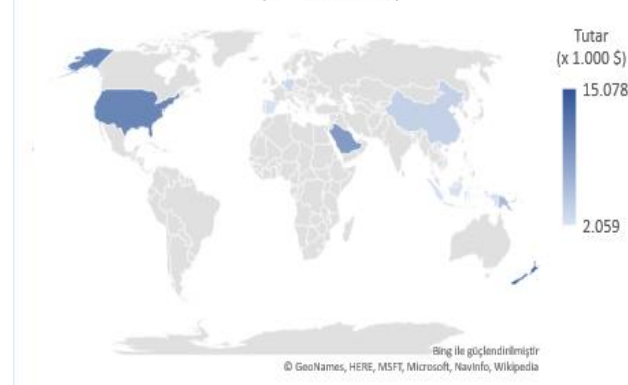 Tutar
(x 1.000 $)
15.078
2.059
Bing ile güçlendirilmiştir
© GeoNames, HERE, MSFT, Microsoft, NavInfo, Wikipedia